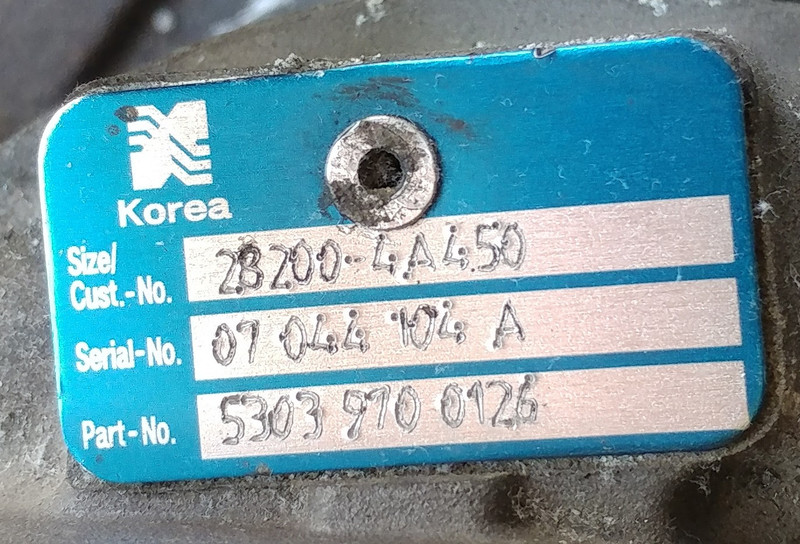 Korea
Size/
Cust.-No. 28200-4A450
Serial-No. 07 044 104 A
Part-No. 5303 970 0126